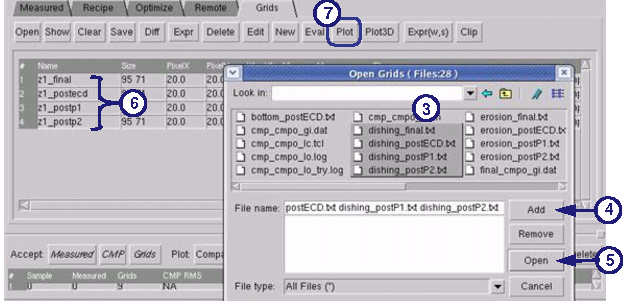 Measured Recipe Optimize Remote Grids
7
Open Show Clear Save Diff Expr Delete Edit New Eval Plot Plot3D Expr(w,s) Clip
# Name Size PixelX
1 z1_final 95 71 20.0 20.0
2 z1_postecd 95 71 20.0 20.0
3 z1_postp1 95 71 20.0 20.0
4 z1_postp2 95 71 20.0 20.0
6
Open Grids ( Files:28 )
Look in:
3
bottom_postECD.txt
cmp_cmpo_gi.dat
cmp_cmpo_lc.tcl
cmp_cmpo_lo.log
cmp_cmpo_lo_try.log
dishing_final.txt
dishing_postECD.txt
dishing_postP1.txt
dishing_postP2.txt
erosion_final.txt
erosion_postECD.tx
erosion_postP1.txt
erosion_postP2.txt
final_cmpo_gi.dat
File name: postECD.txt dishing_postP1.txt dishing_postP2.txt Add
4
Remove
Open
5
File type: All Files (*) Cancel
Accept: Measured CMP Grids Plot: Compa
# Sample Measured Grids CMP RMS
1 0 0 9 NA